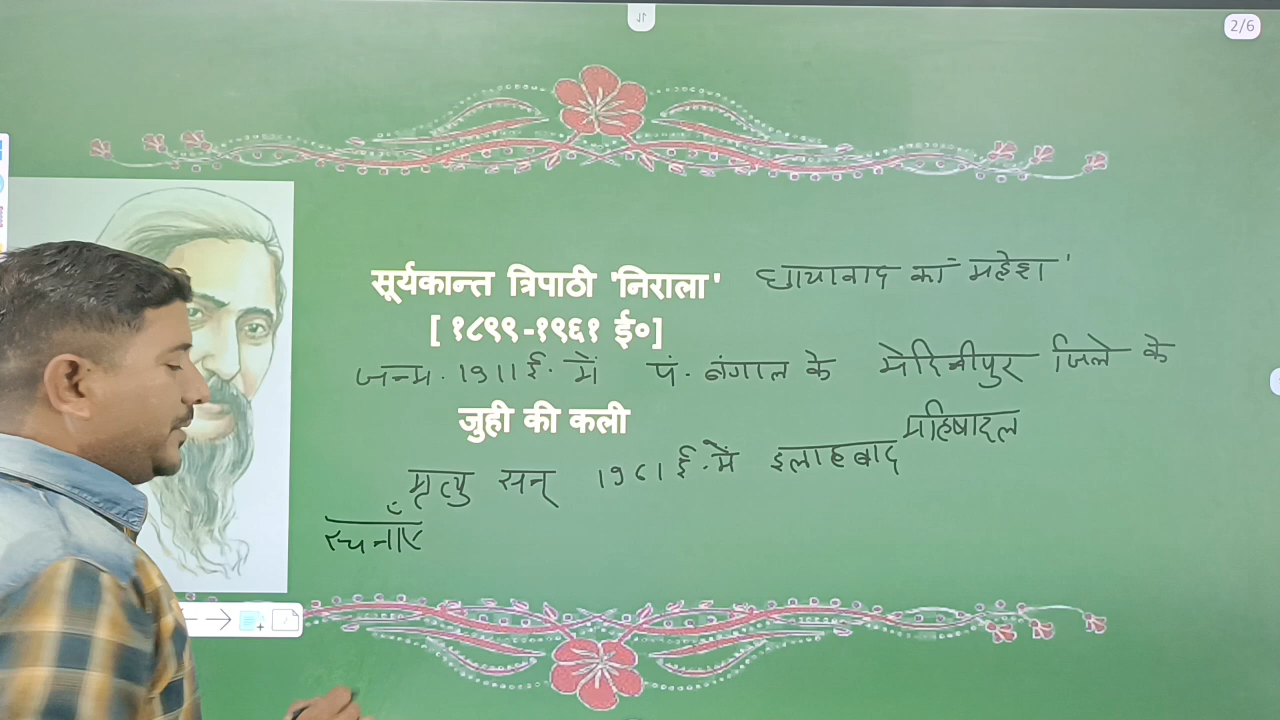 2/6
सूर्यकान्त त्रिपाठी 'निराला' छायावाद का महेश'
[ १८९९-१९६१ ई० ]
जन्म. 1911 ई. में पं. बंगाल के मेदिनीपुर जिले के
महिषादल
जुही की कली
मृत्यु सन् 1961 ई. में इलाहबाद
रचनाएँ